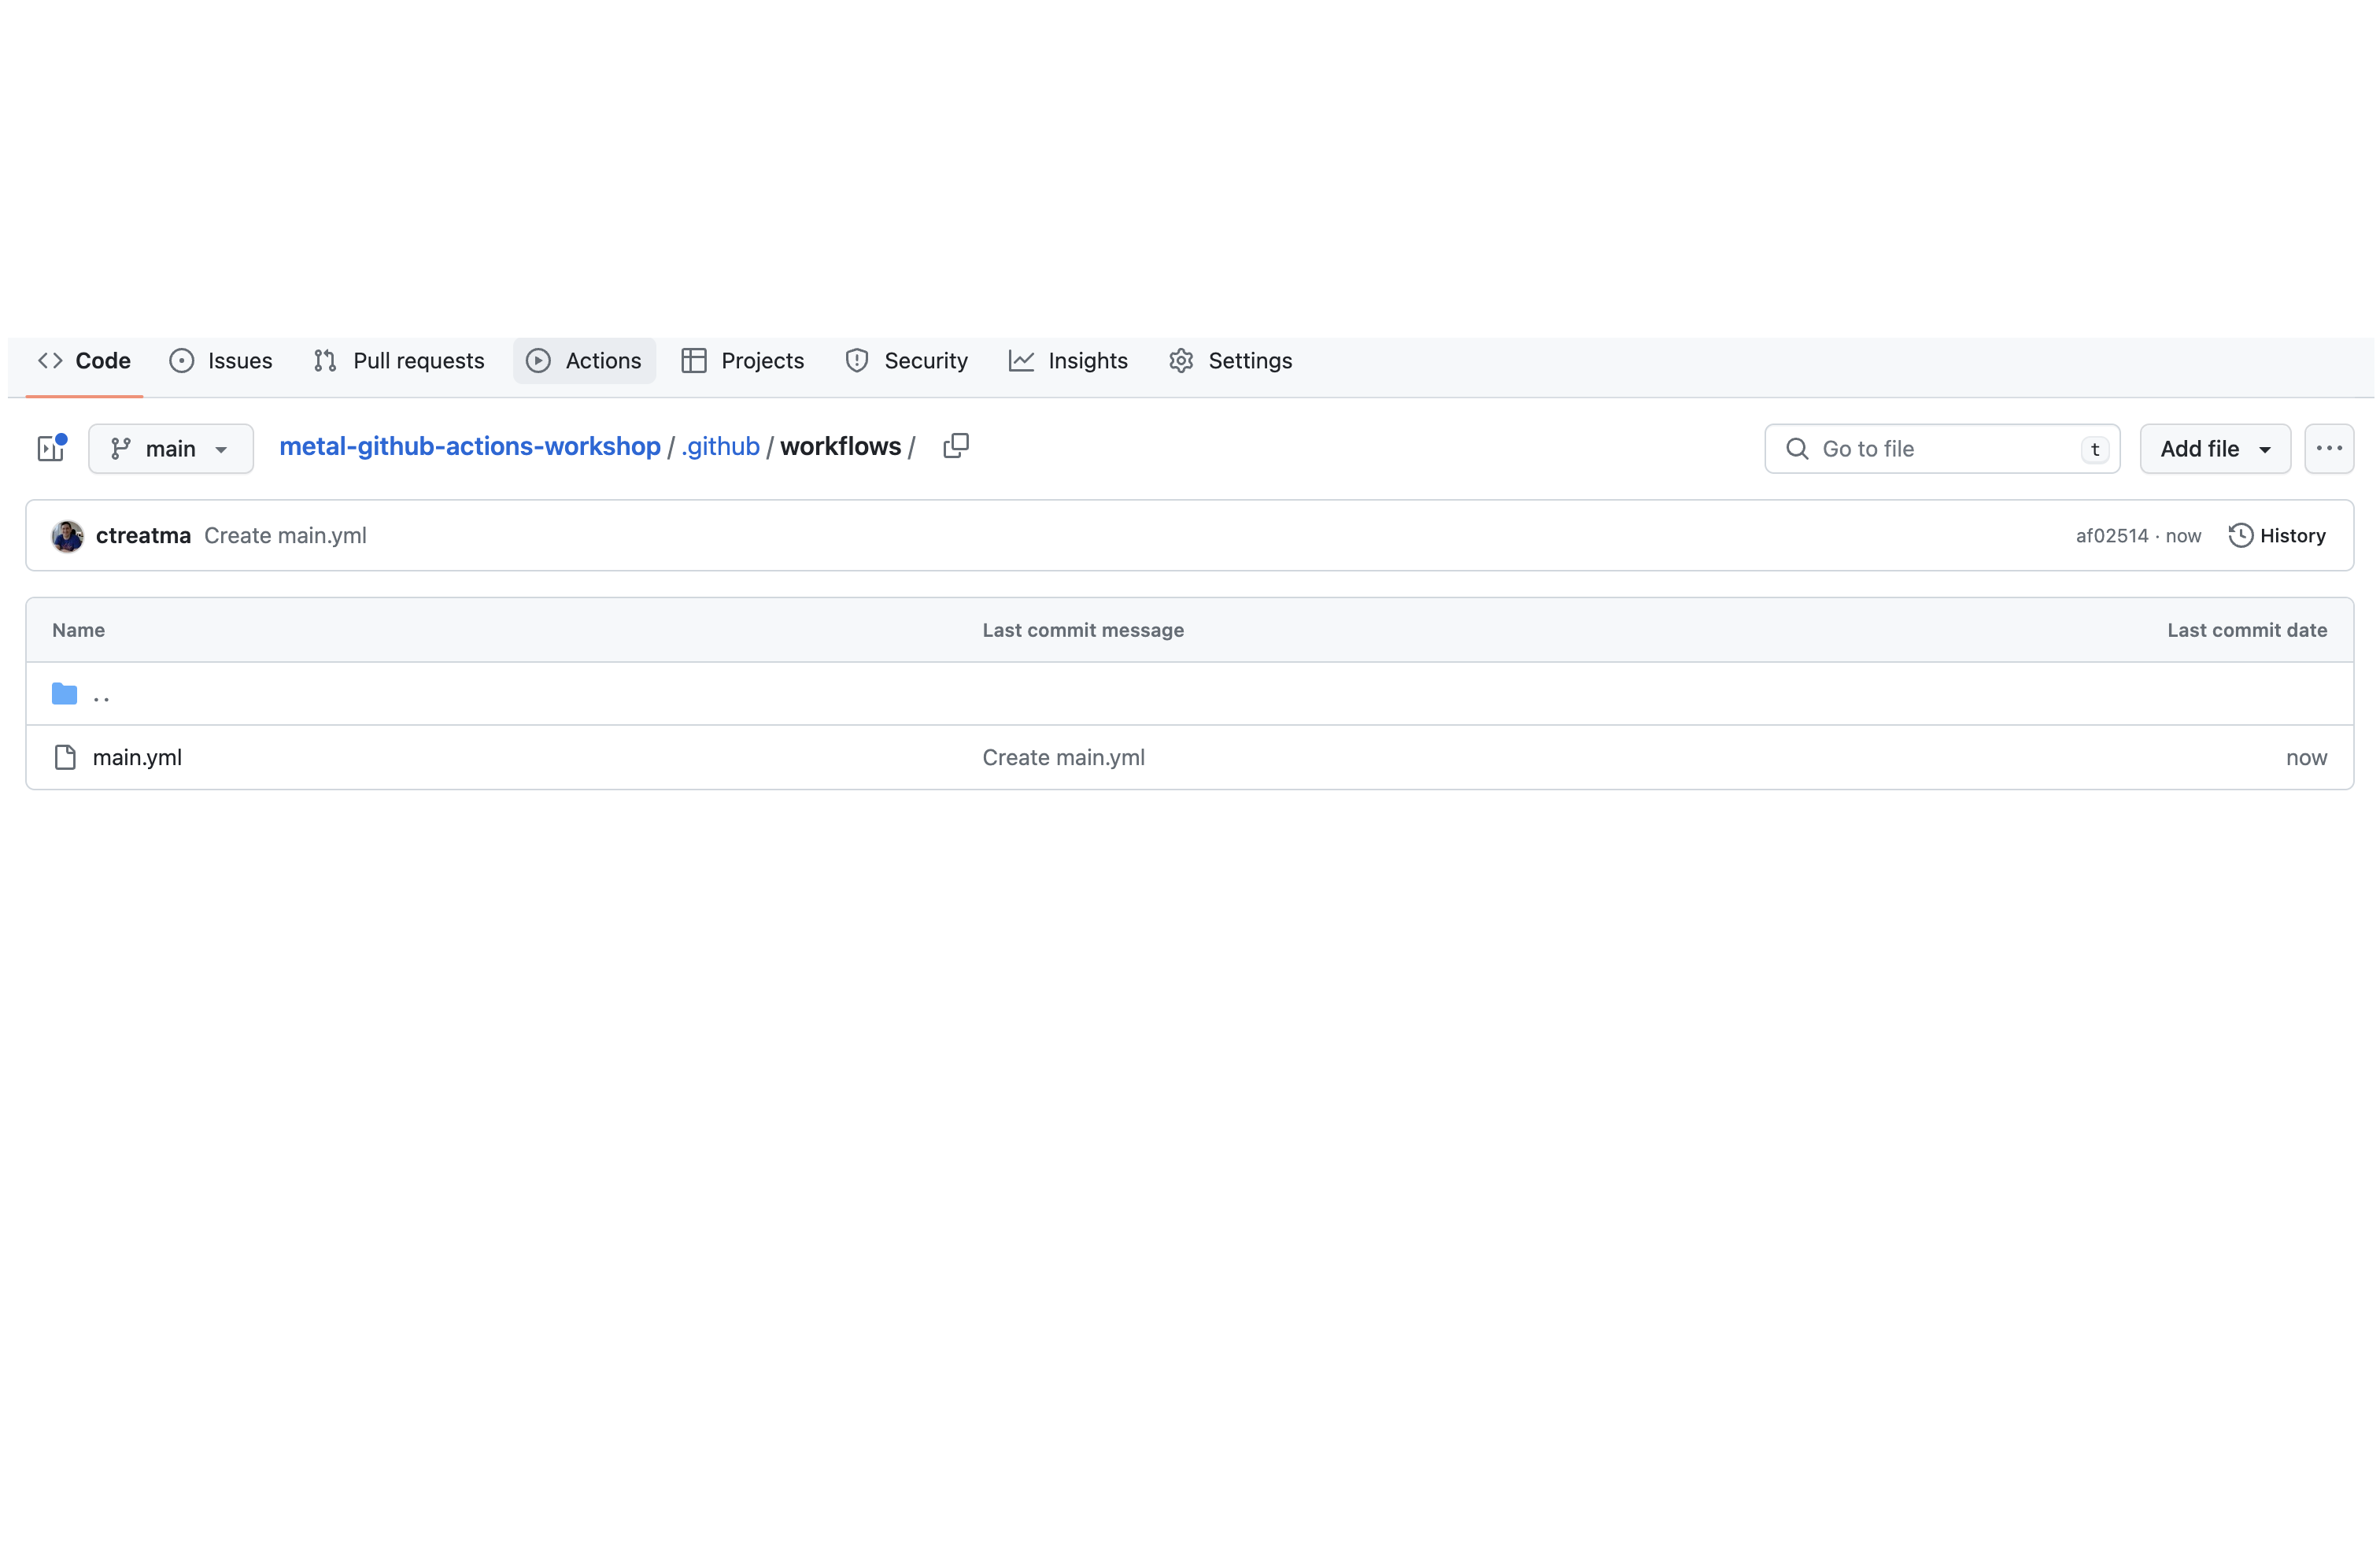 Code Issues Pull requests Actions Projects Security Insights Settings
main metal-github-actions-workshop / .github / workflows / Go to file t Add file
ctreatma Create main.yml af02514 · now History
Name Last commit message Last commit date
..
main.yml Create main.yml now